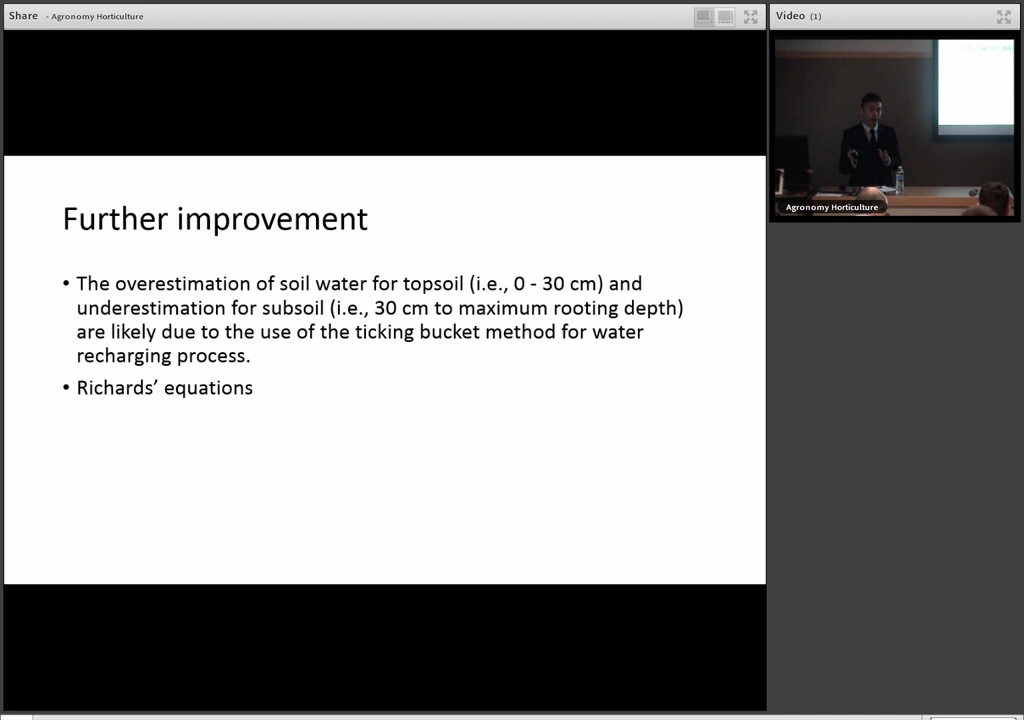 Share - Agronomy Horticulture
Video (1)
Agronomy Horticulture
Further improvement
• The overestimation of soil water for topsoil (i.e., 0 - 30 cm) and
underestimation for subsoil (i.e., 30 cm to maximum rooting depth)
are likely due to the use of the ticking bucket method for water
recharging process.
• Richards’ equations